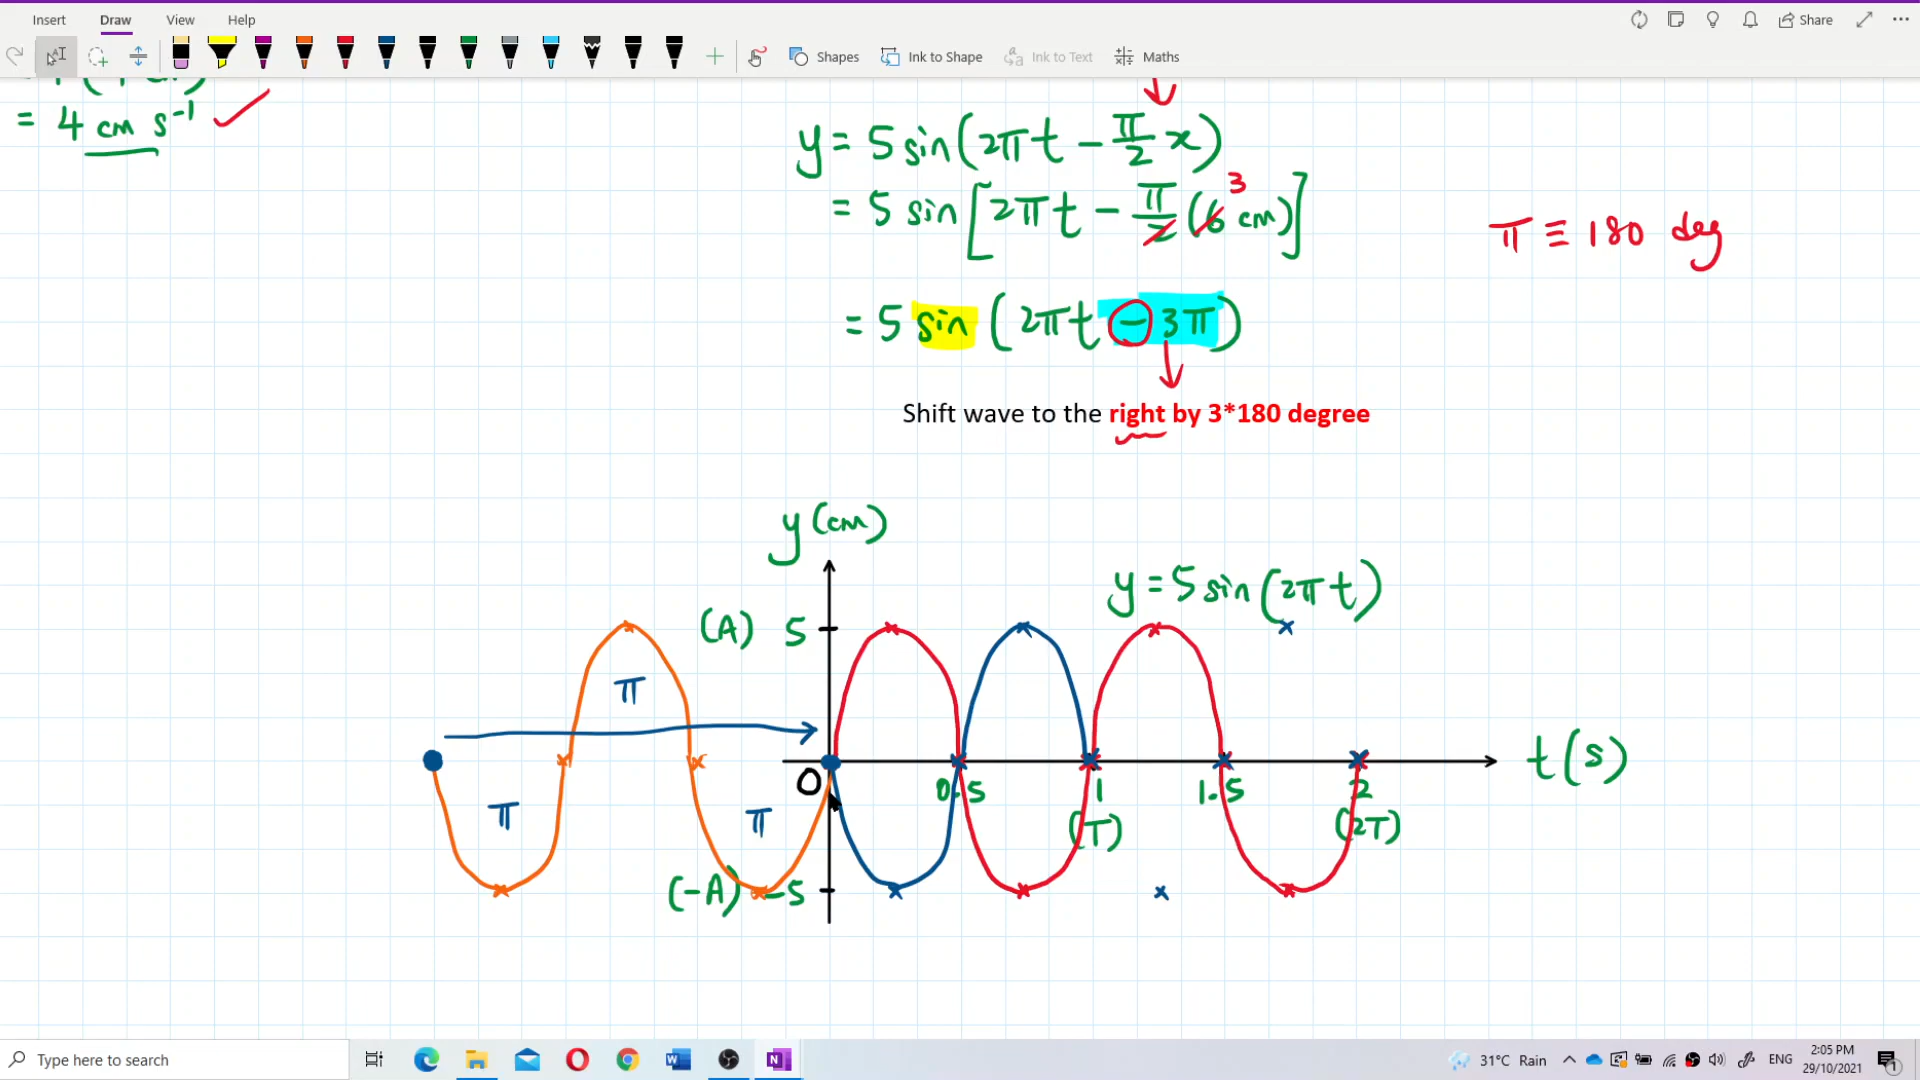 Insert Draw View Help
Share
Shapes Ink to Shape Ink to Text Maths
= 4 cm s⁻¹
y = 5 sin(2πt − π/2 x)
= 5 sin[2πt − π/2 (6 cm)]
3
π ≡ 180 deg
= 5 sin (2πt − 3π)
Shift wave to the right by 3*180 degree
y (cm)
y = 5 sin (2πt)
(A) 5
π
π
π
0
0.5
1
1.5
2
t (s)
(T)
(2T)
(-A) -5
Type here to search
31°C Rain
ENG
2:05 PM
29/10/2021
1